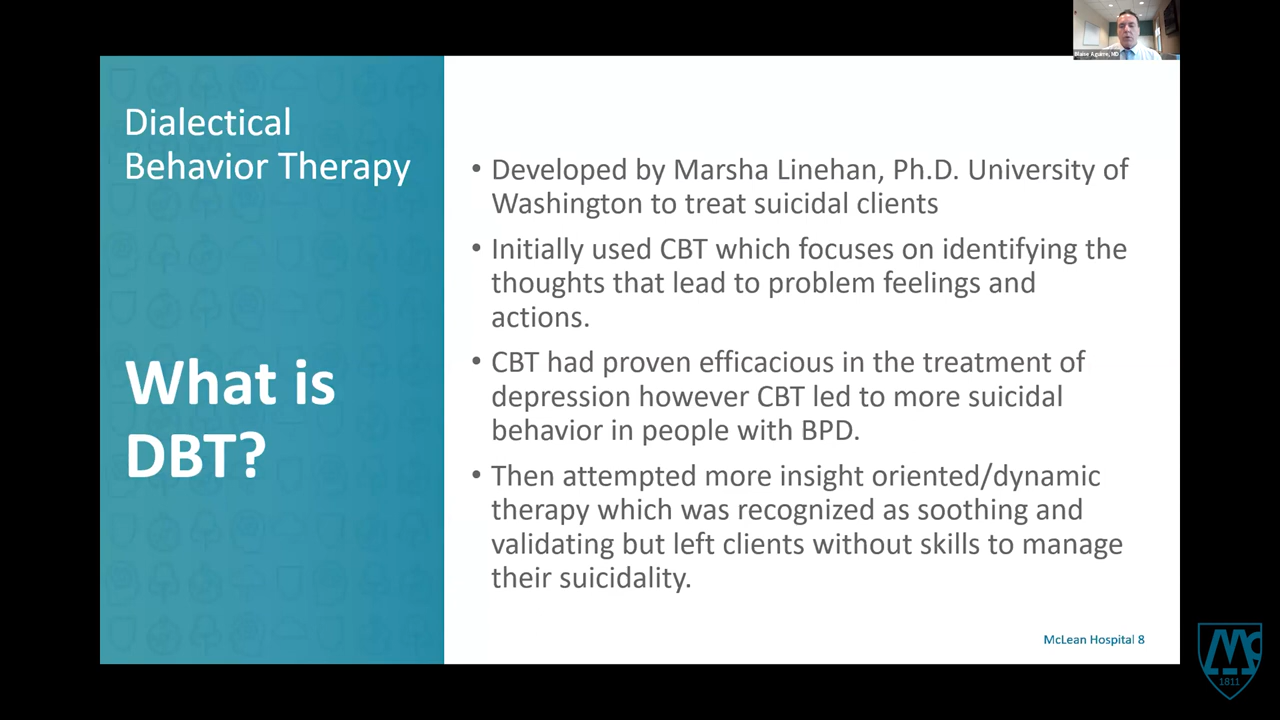 Blaise Aguirre, MD
Dialectical
Behavior Therapy
What is
DBT?
• Developed by Marsha Linehan, Ph.D. University of
Washington to treat suicidal clients
• Initially used CBT which focuses on identifying the
thoughts that lead to problem feelings and
actions.
• CBT had proven efficacious in the treatment of
depression however CBT led to more suicidal
behavior in people with BPD.
• Then attempted more insight oriented/dynamic
therapy which was recognized as soothing and
validating but left clients without skills to manage
their suicidality.
McLean Hospital 8
Mc
1811